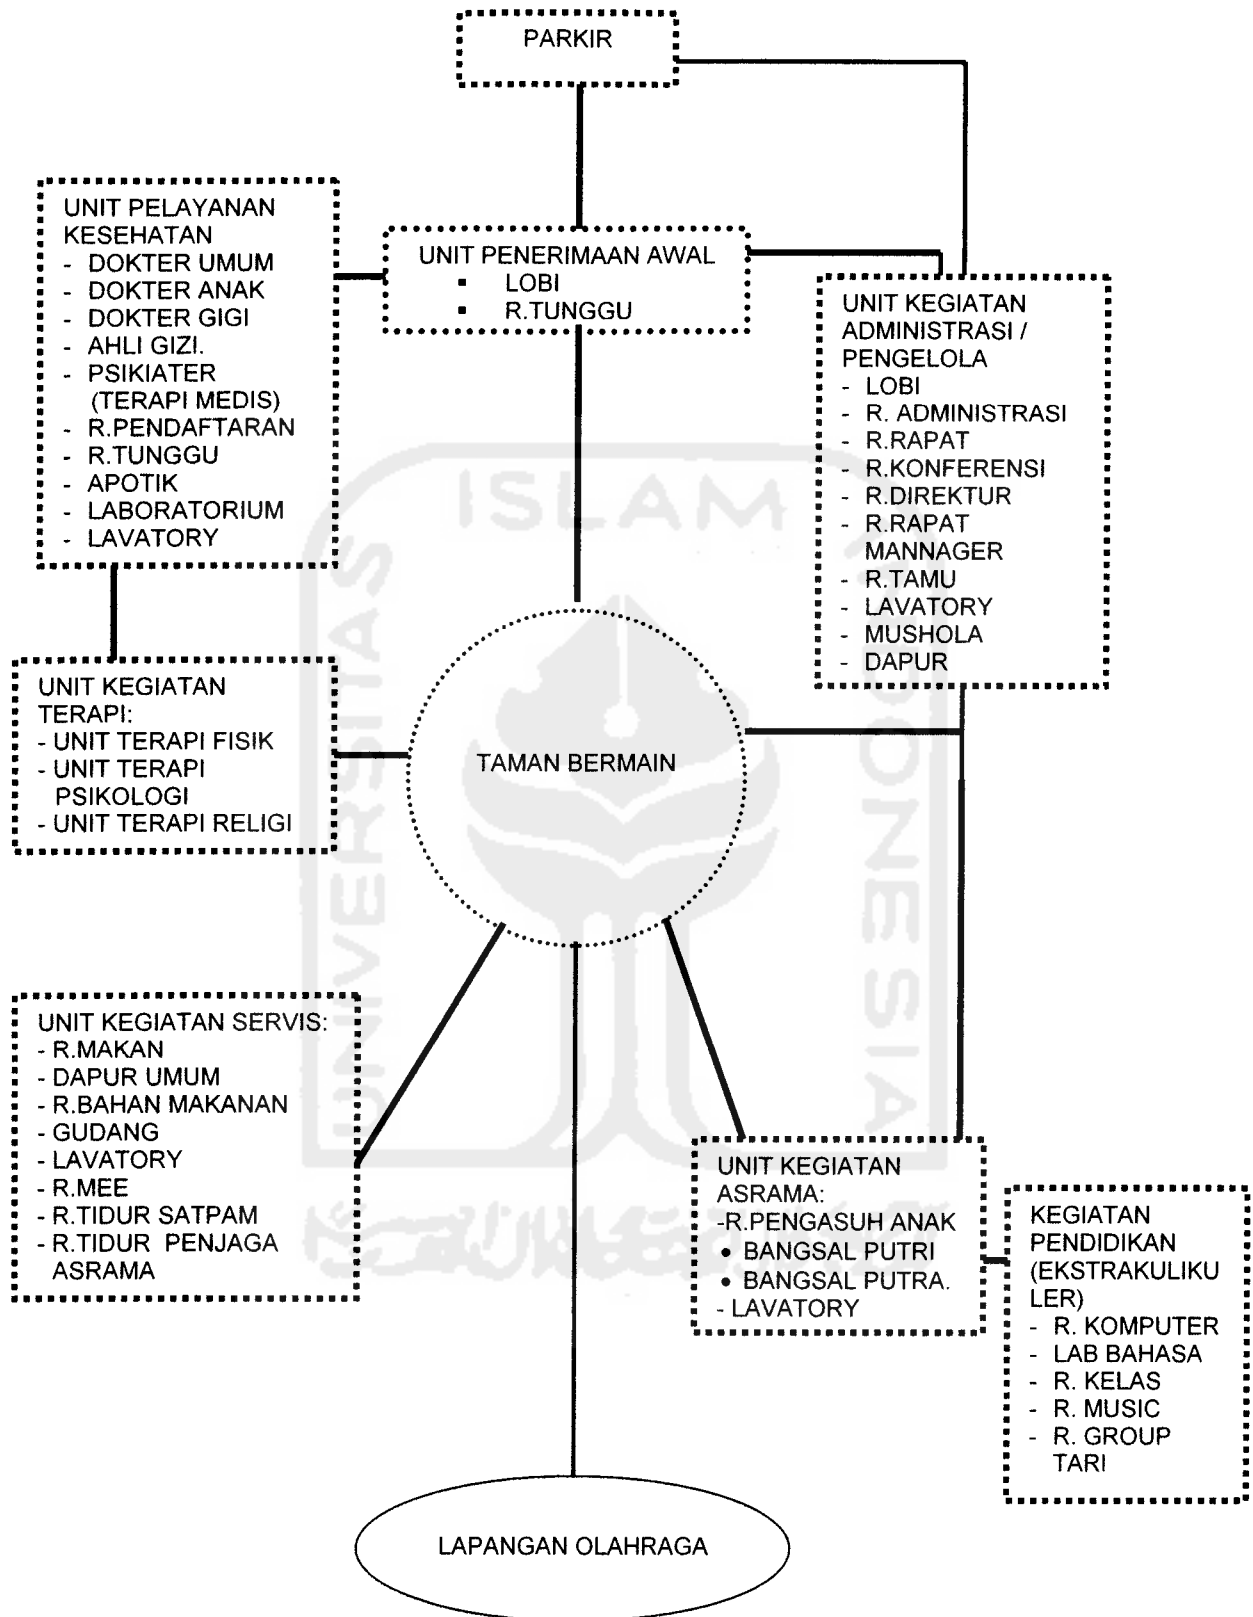 PARKIR
UNIT PELAYANAN
KESEHATAN
- DOKTER UMUM
- DOKTER ANAK
- DOKTER GIGI
- AHLI GIZI.
- PSIKIATER
(TERAPI MEDIS)
- R.PENDAFTARAN
- R.TUNGGU
- APOTIK
- LABORATORIUM
- LAVATORY
UNIT PENERIMAAN AWAL
▪ LOBI
▪ R.TUNGGU
UNIT KEGIATAN
ADMINISTRASI /
PENGELOLA
- LOBI
- R. ADMINISTRASI
- R.RAPAT
- R.KONFERENSI
- R.DIREKTUR
- R.RAPAT
MANNAGER
- R.TAMU
- LAVATORY
- MUSHOLA
- DAPUR
UNIT KEGIATAN
TERAPI:
- UNIT TERAPI FISIK
- UNIT TERAPI
PSIKOLOGI
- UNIT TERAPI RELIGI
TAMAN BERMAIN
UNIT KEGIATAN SERVIS:
- R.MAKAN
- DAPUR UMUM
- R.BAHAN MAKANAN
- GUDANG
- LAVATORY
- R.MEE
- R.TIDUR SATPAM
- R.TIDUR PENJAGA
ASRAMA
UNIT KEGIATAN
ASRAMA:
-R.PENGASUH ANAK
• BANGSAL PUTRI
• BANGSAL PUTRA.
- LAVATORY
KEGIATAN
PENDIDIKAN
(EKSTRAKULIKU
LER)
- R. KOMPUTER
- LAB BAHASA
- R. KELAS
- R. MUSIC
- R. GROUP
TARI
LAPANGAN OLAHRAGA
UNIVERSITAS
ISLAM
INDONESIA